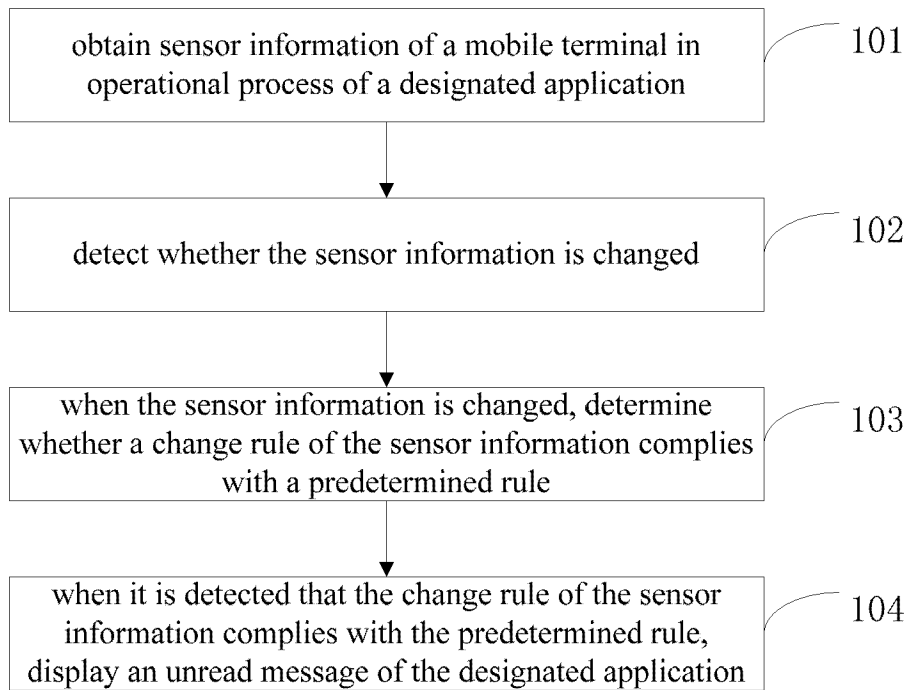 obtain sensor information of a mobile terminal in
operational process of a designated application
101
detect whether the sensor information is changed
102
when the sensor information is changed, determine
whether a change rule of the sensor information complies
with a predetermined rule
103
when it is detected that the change rule of the sensor
information complies with the predetermined rule,
display an unread message of the designated application
104